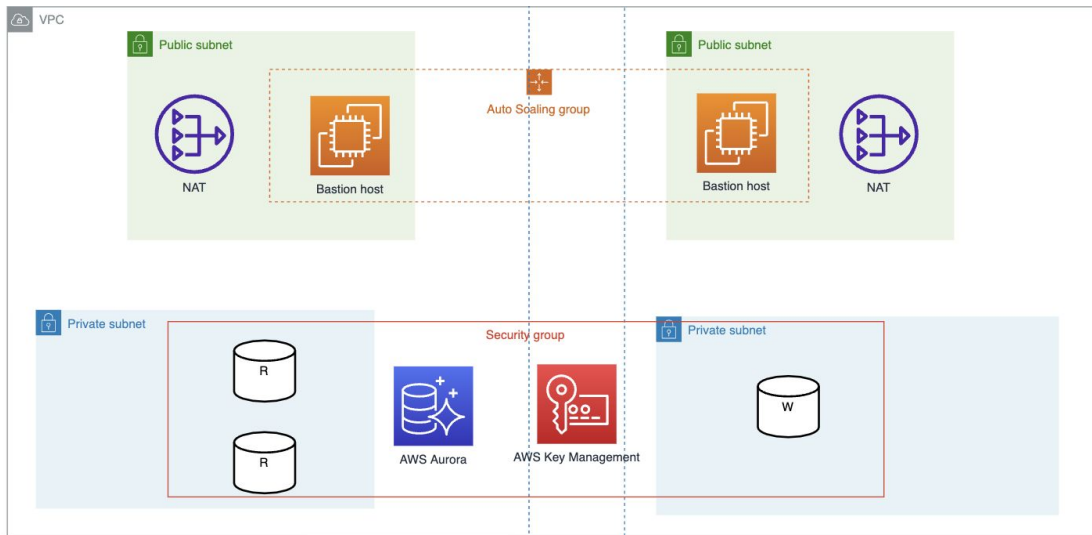 VPC
Public subnet
Public subnet
Auto Scaling group
NAT
Bastion host
Bastion host
NAT
Private subnet
Security group
Private subnet
R
W
R
AWS Aurora
AWS Key Management